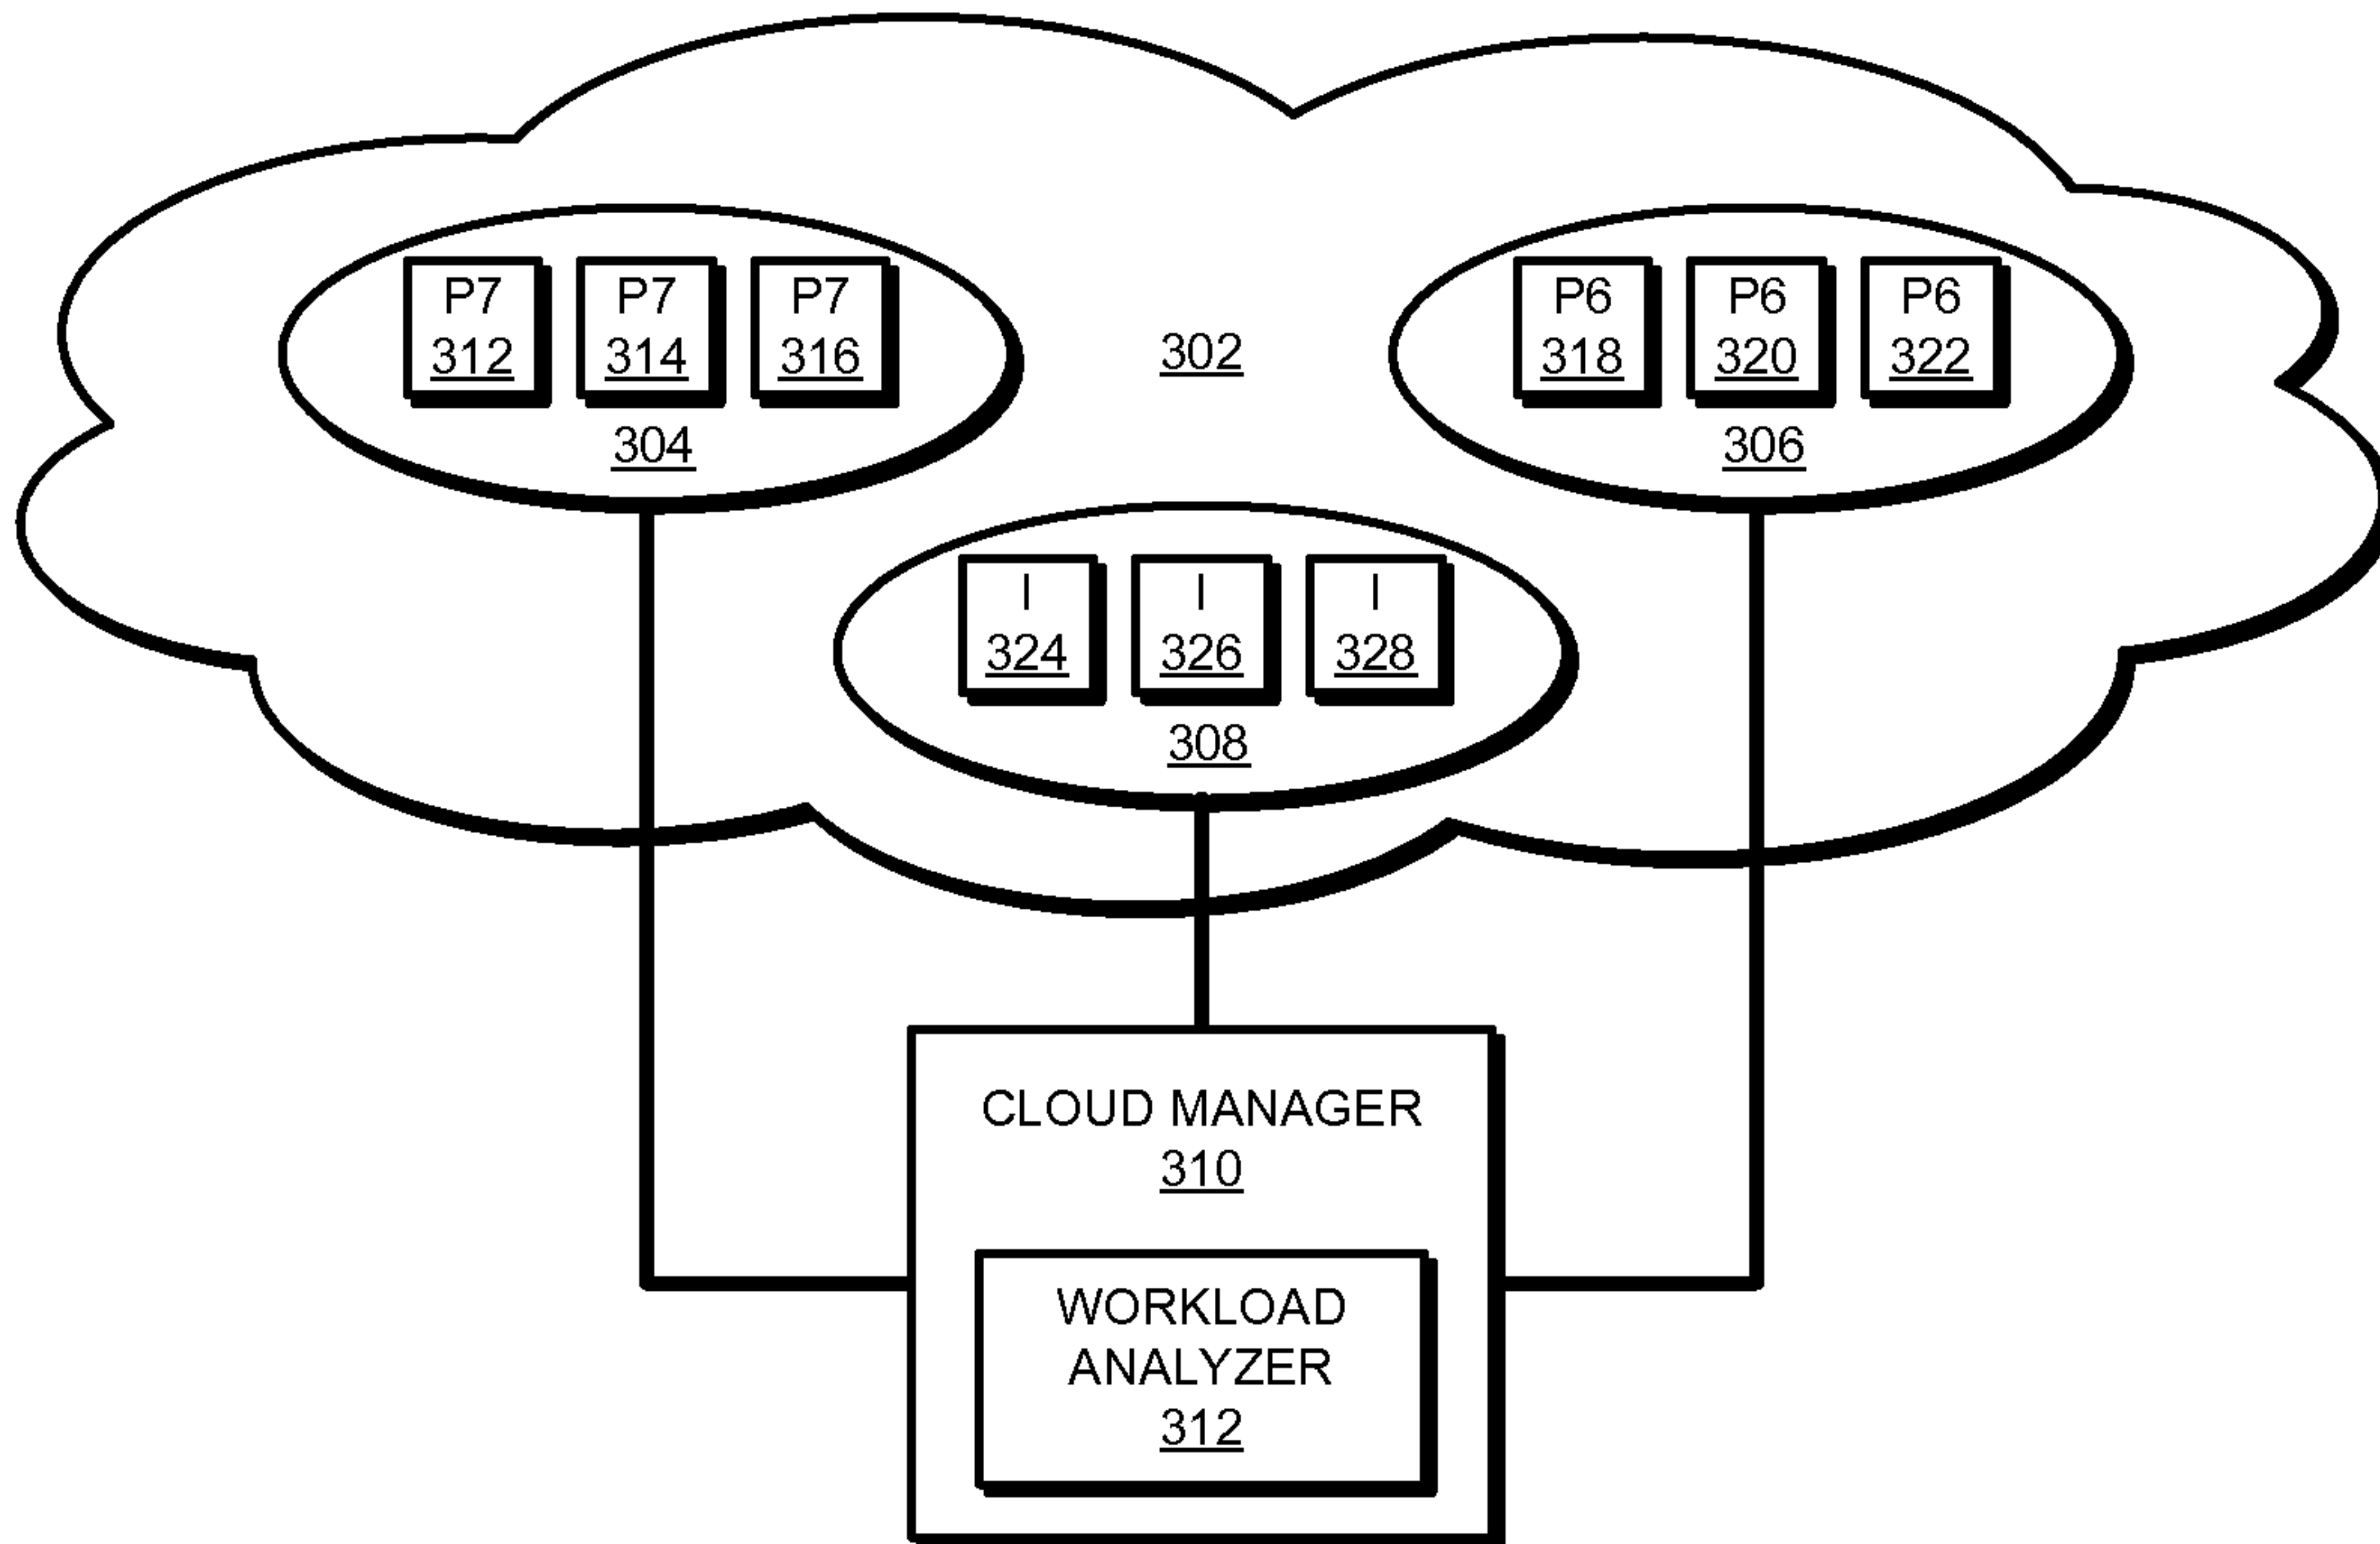 P7
312
P7
314
P7
316
304
302
P6
318
P6
320
P6
322
306
I
324
I
326
I
328
308
CLOUD MANAGER
310
WORKLOAD
ANALYZER
312